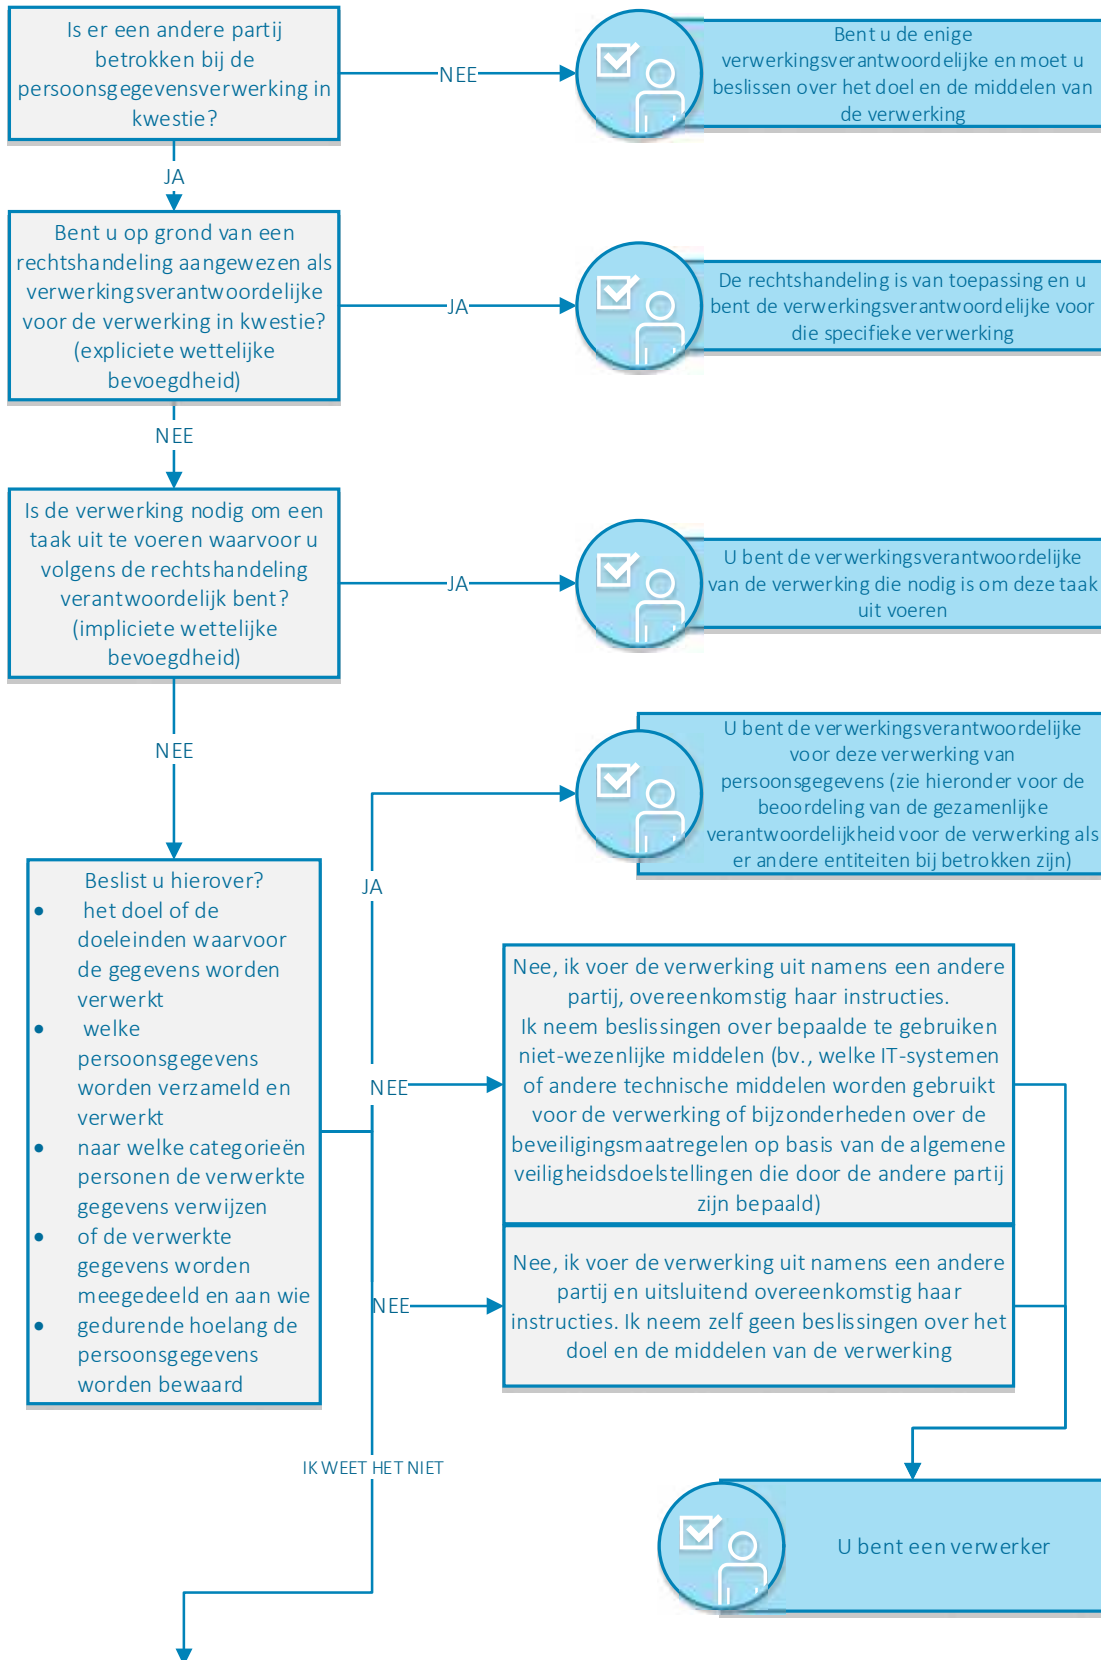 Is er een andere partij
betrokken bij de
persoonsgegevensverwerking in
kwestie?
NEE
Bent u de enige
verwerkingsverantwoordelijke en moet u
beslissen over het doel en de middelen van
de verwerking
JA
Bent u op grond van een
rechtshandeling aangewezen als
verwerkingsverantwoordelijke
voor de verwerking in kwestie?
(expliciete wettelijke
bevoegdheid)
JA
De rechtshandeling is van toepassing en u
bent de verwerkingsverantwoordelijke voor
die specifieke verwerking
NEE
Is de verwerking nodig om een
taak uit te voeren waarvoor u
volgens de rechtshandeling
verantwoordelijk bent?
(impliciete wettelijke
bevoegdheid)
JA
U bent de verwerkingsverantwoordelijke
van de verwerking die nodig is om deze taak
uit voeren
NEE
U bent de verwerkingsverantwoordelijke
voor deze verwerking van
persoonsgegevens (zie hieronder voor de
beoordeling van de gezamenlijke
verantwoordelijkheid voor de verwerking als
er andere entiteiten bij betrokken zijn)
JA
Beslist u hierover?
• het doel of de
doeleinden waarvoor
de gegevens worden
verwerkt
• welke
persoonsgegevens
worden verzameld en
verwerkt
• naar welke categorieën
personen de verwerkte
gegevens verwijzen
• of de verwerkte
gegevens worden
meegedeeld en aan wie
• gedurende hoelang de
persoonsgegevens
worden bewaard
NEE
Nee, ik voer de verwerking uit namens een andere
partij, overeenkomstig haar instructies.
Ik neem beslissingen over bepaalde te gebruiken
niet-wezenlijke middelen (bv., welke IT-systemen
of andere technische middelen worden gebruikt
voor de verwerking of bijzonderheden over de
beveiligingsmaatregelen op basis van de algemene
veiligheidsdoelstellingen die door de andere partij
zijn bepaald)
NEE
Nee, ik voer de verwerking uit namens een andere
partij en uitsluitend overeenkomstig haar
instructies. Ik neem zelf geen beslissingen over het
doel en de middelen van de verwerking
IK WEET HET NIET
U bent een verwerker